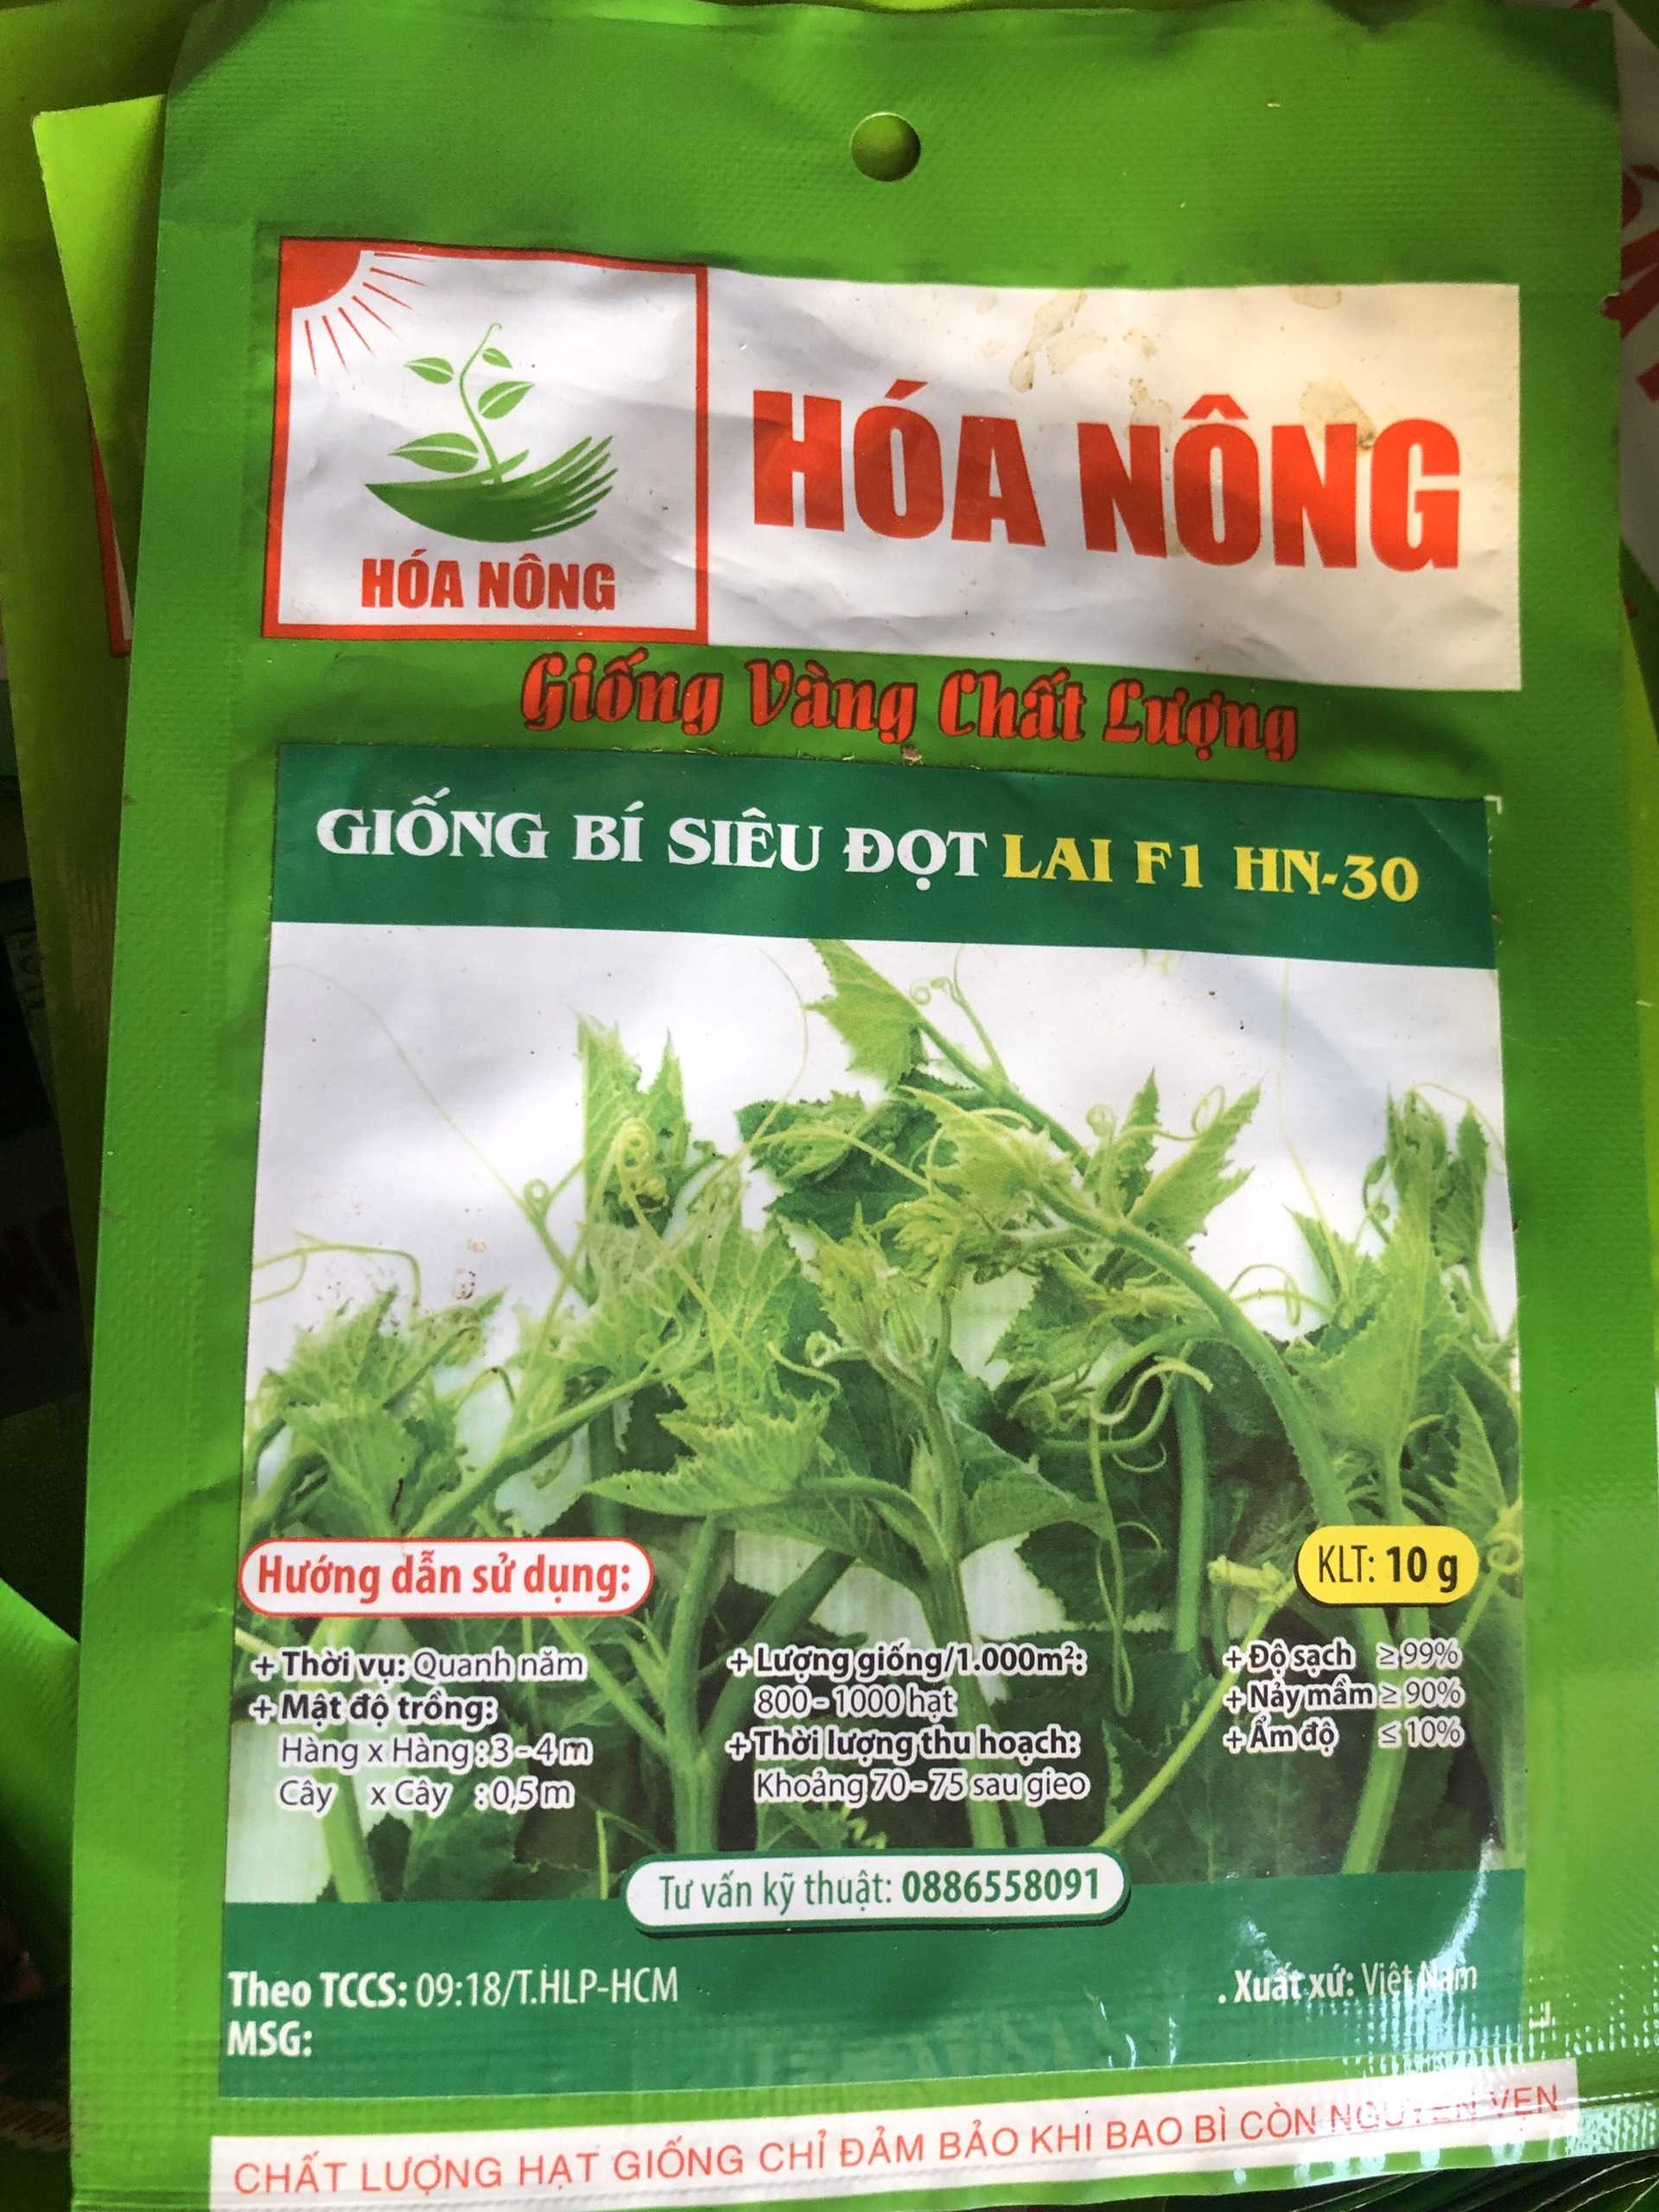 HÓA NÔNG
HÓA NÔNG
Giống Vàng Chất Lượng
GIỐNG BÍ SIÊU ĐỌT LAI F1 HN-30
Hướng dẫn sử dụng:
KLT: 10 g
+ Thời vụ: Quanh năm
+ Mật độ trồng:
Hàng x Hàng : 3 - 4 m
Cây x Cây : 0,5 m
+ Lượng giống/1.000m²:
800 - 1000 hạt
+ Thời lượng thu hoạch:
Khoảng 70 - 75 sau gieo
+ Độ sạch ≥ 99%
+ Nảy mầm ≥ 90%
+ Ẩm độ ≤ 10%
Tư vấn kỹ thuật: 0886558091
Theo TCCS: 09:18/T.HLP-HCM
. Xuất xứ: Việt Nam
MSG:
CHẤT LƯỢNG HẠT GIỐNG CHỈ ĐẢM BẢO KHI BAO BÌ CÒN NGUYÊN VẸN